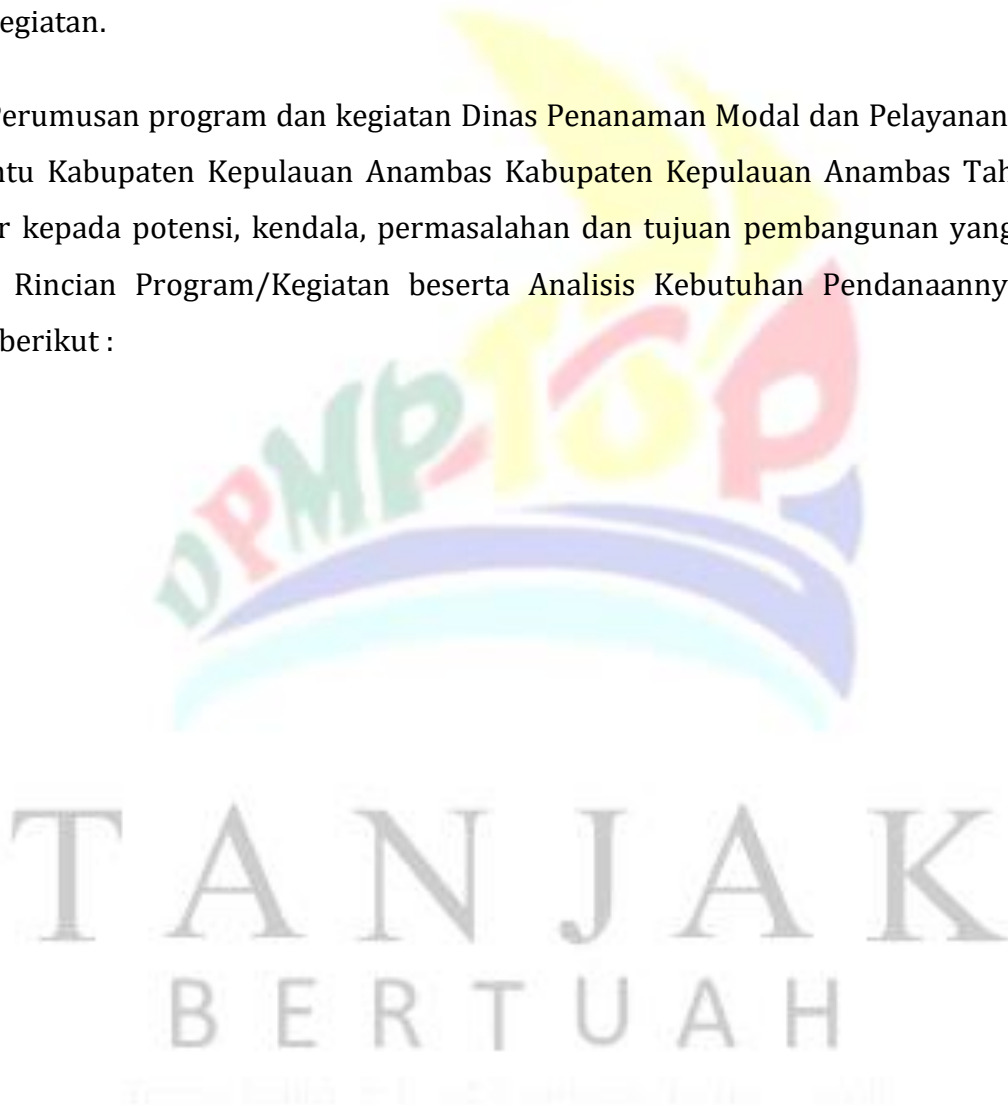 egiatan.
Perumusan program dan kegiatan Dinas Penanaman Modal dan Pelayanan
ntu Kabupaten Kepulauan Anambas Kabupaten Kepulauan Anambas Tah
r kepada potensi, kendala, permasalahan dan tujuan pembangunan yang
Rincian Program/Kegiatan beserta Analisis Kebutuhan Pendanaanny
berikut :
DPMPTSP
TANJAK
BERTUAH